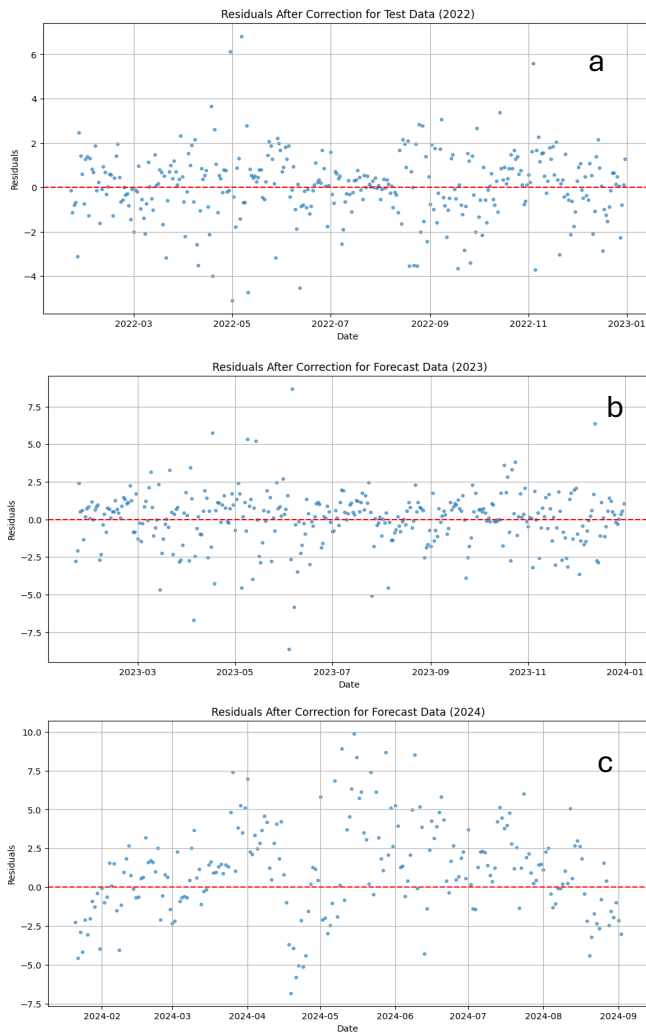 Residuals After Correction for Test Data (2022)
a
6
4
2
0
−2
−4
Residuals
2022-03 2022-05 2022-07 2022-09 2022-11 2023-01
Date
Residuals After Correction for Forecast Data (2023)
b
7.5
5.0
2.5
0.0
−2.5
−5.0
−7.5
Residuals
2023-03 2023-05 2023-07 2023-09 2023-11 2024-01
Date
Residuals After Correction for Forecast Data (2024)
c
10.0
7.5
5.0
2.5
0.0
−2.5
−5.0
−7.5
Residuals
2024-02 2024-03 2024-04 2024-05 2024-06 2024-07 2024-08 2024-09
Date